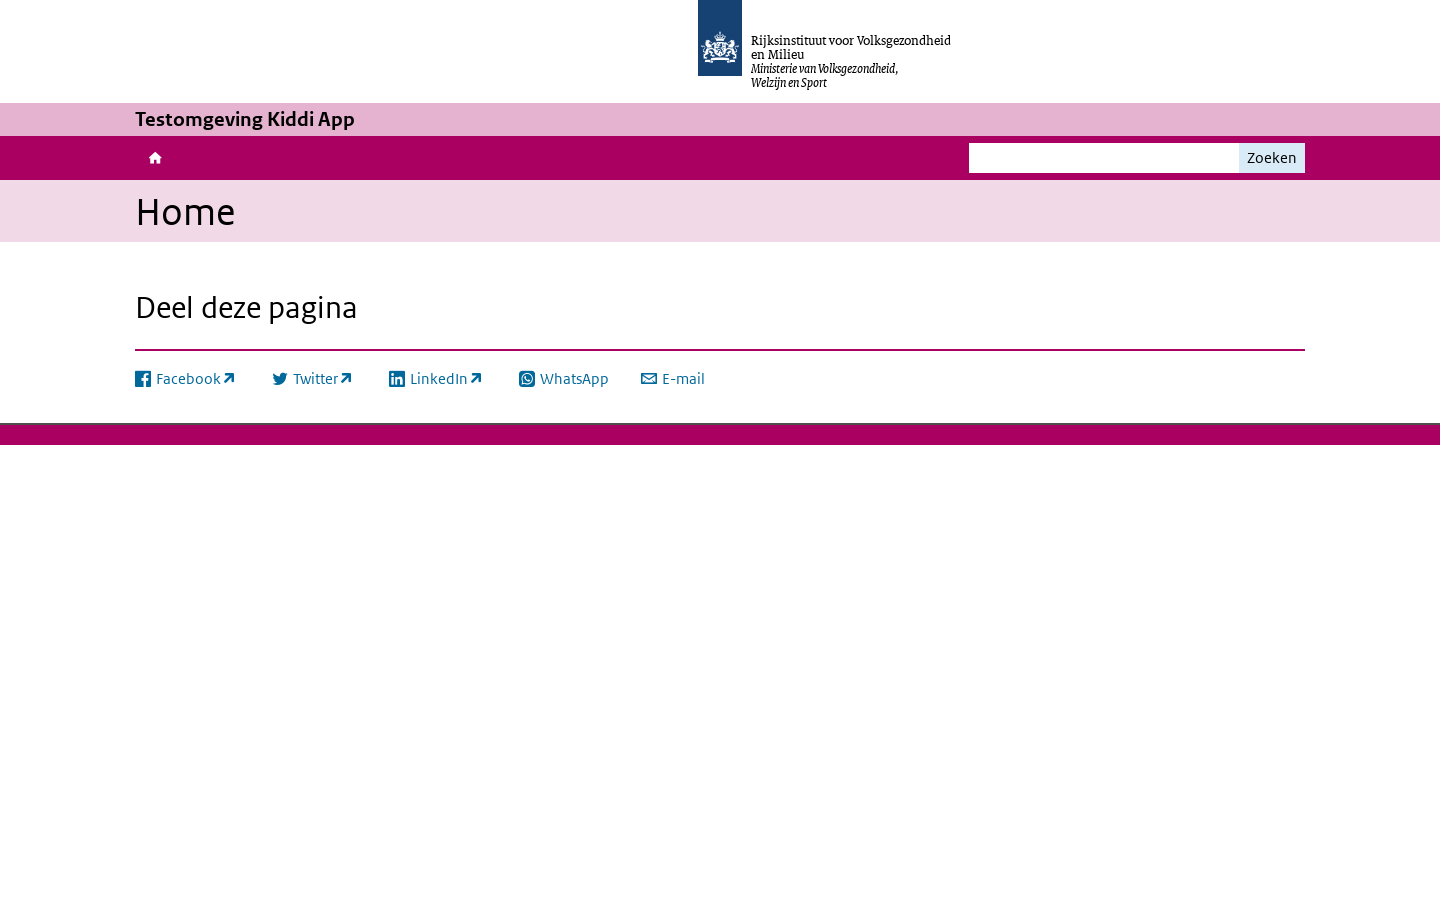 Rijksinstituut voor Volksgezondheid
en Milieu
Ministerie van Volksgezondheid,
Welzijn en Sport
Testomgeving Kiddi App
Zoeken
Home
Deel deze pagina
Facebook Twitter LinkedIn WhatsApp E-mail